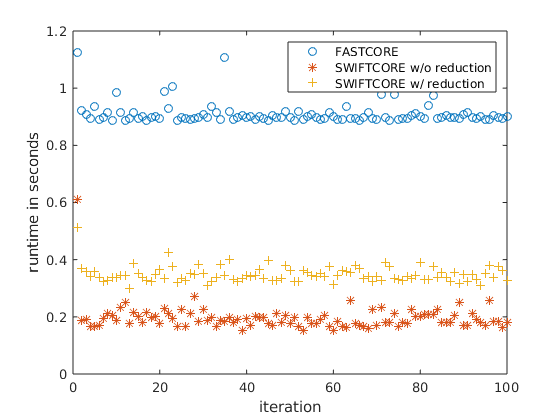 1.2
1
0.8
0.6
0.4
0.2
0
runtime in seconds
FASTCORE
SWIFTCORE w/o reduction
SWIFTCORE w/ reduction
0
20
40
60
80
100
iteration